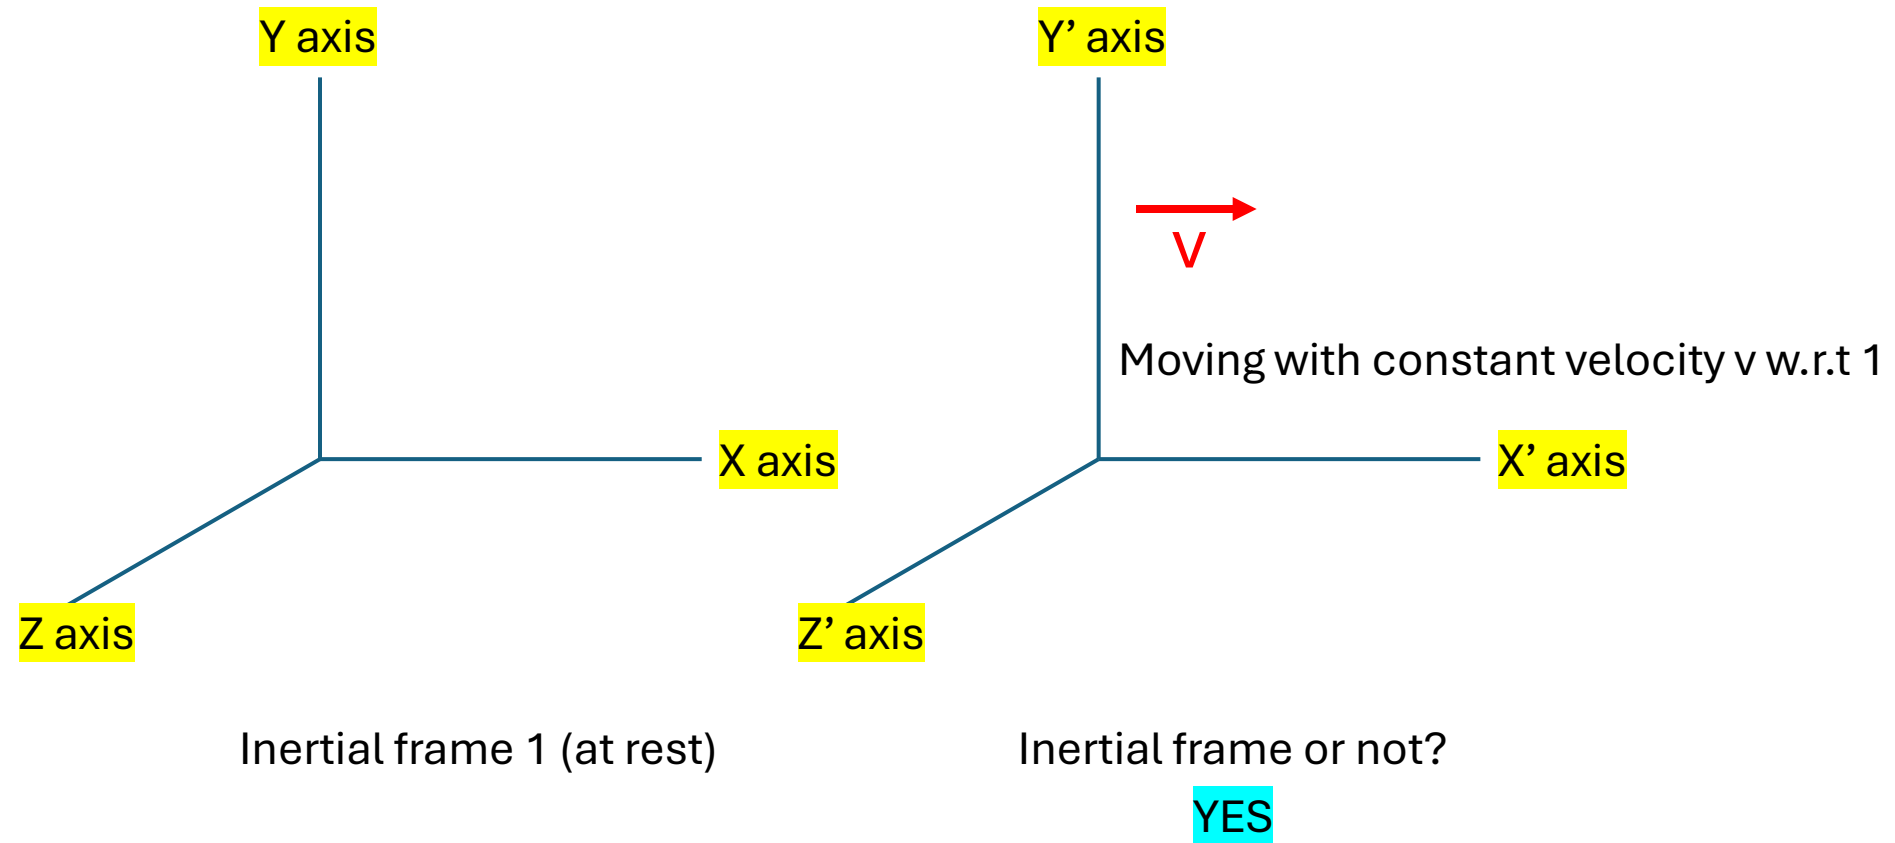 Y axis
Y’ axis
V
Moving with constant velocity v w.r.t 1
X axis
X’ axis
Z axis
Z’ axis
Inertial frame 1 (at rest)
Inertial frame or not?
YES